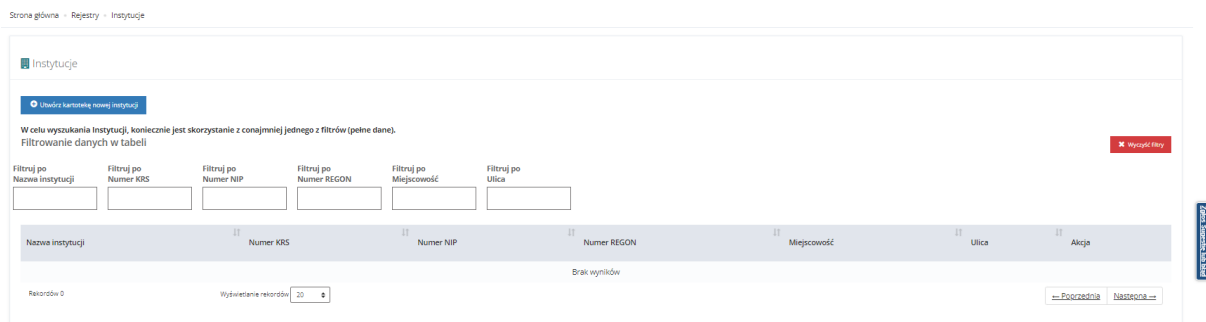 Strona główna - Rejestry - Instytucje
Instytucje
Utwórz kartotekę nowej instytucji
W celu wyszukania Instytucji, koniecznie jest skorzystanie z conajmniej jednego z filtrów (pełne dane).
Filtrowanie danych w tabeli
Wyczyść filtry
Filtruj po Filtruj po Filtruj po Filtruj po Filtruj po Filtruj po
Nazwa instytucji Numer KRS Numer NIP Numer REGON Miejscowość Ulica
Nazwa instytucji Numer KRS Numer NIP Numer REGON Miejscowość Ulica Akcja
Brak wyników
Rekordów 0 Wyświetlanie rekordów 20 ← Poprzednia Następna →